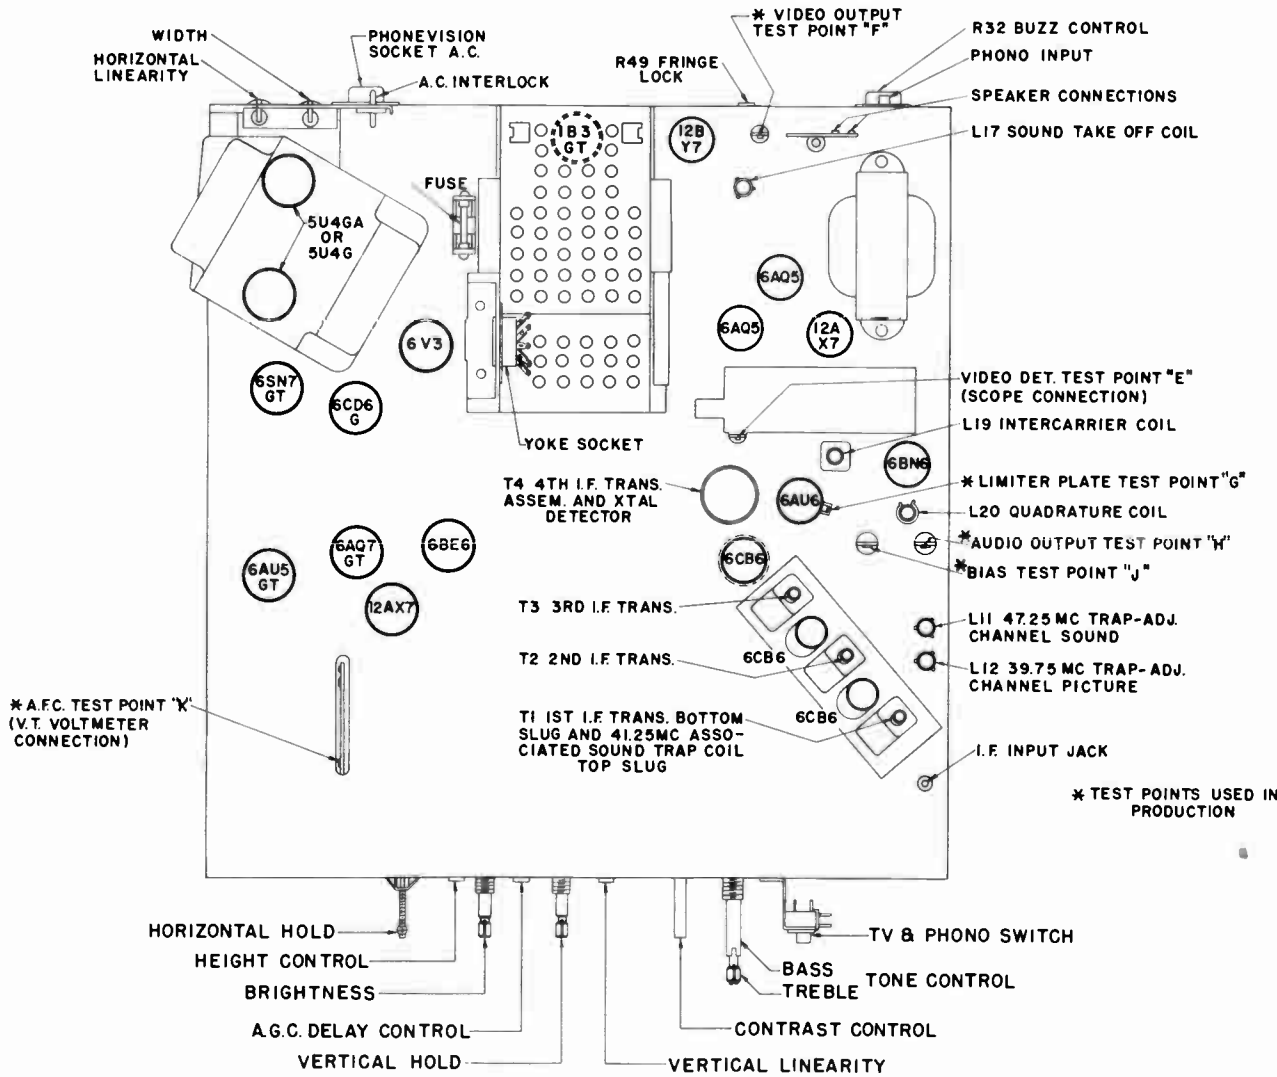 WIDTH
HORIZONTAL
LINEARITY
PHONEVISION
SOCKET A.C.
A.C. INTERLOCK
* VIDEO OUTPUT
TEST POINT "F"
R49 FRINGE
LOCK
R32 BUZZ CONTROL
PHONO INPUT
SPEAKER CONNECTIONS
L17 SOUND TAKE OFF COIL
1B3
GT
12B
Y7
FUSE
5U4GA
OR
5U4G
6AQ5
6AQ5
12A
X7
6V3
6SN7
GT
6CD6
G
YOKE SOCKET
VIDEO DET. TEST POINT "E"
(SCOPE CONNECTION)
L19 INTERCARRIER COIL
6BN6
T4 4TH I.F. TRANS.
ASSEM. AND XTAL
DETECTOR
6AU6
* LIMITER PLATE TEST POINT "G"
L20 QUADRATURE COIL
* AUDIO OUTPUT TEST POINT "H"
* BIAS TEST POINT "J"
6AU5
GT
6AQ7
GT
6BE6
12AX7
6CB6
T3 3RD I.F. TRANS.
6CB6
T2 2ND I.F. TRANS.
6CB6
L11 47.25 MC TRAP-ADJ.
CHANNEL SOUND
L12 39.75 MC TRAP-ADJ.
CHANNEL PICTURE
T1 1ST I.F. TRANS. BOTTOM
SLUG AND 41.25MC ASSO-
CIATED SOUND TRAP COIL
TOP SLUG
* A.F.C. TEST POINT "K"
(V.T. VOLTMETER
CONNECTION)
I.F. INPUT JACK
* TEST POINTS USED IN
PRODUCTION
HORIZONTAL HOLD
HEIGHT CONTROL
BRIGHTNESS
A.G.C. DELAY CONTROL
VERTICAL HOLD
TV & PHONO SWITCH
BASS
TREBLE
TONE CONTROL
CONTRAST CONTROL
VERTICAL LINEARITY